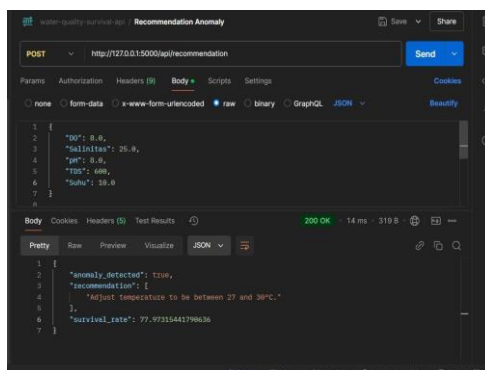 water-quality-survival-api / Recommendation Anomaly
Save
Share
POST
http://127.0.0.1:5000/api/recommendation
Send
Params Authorization Headers (9) Body Scripts Settings Cookies
none form-data x-www-form-urlencoded raw binary GraphQL JSON Beautify
1 {
2 "DO": 8.0,
3 "Salinitas": 25.0,
4 "pH": 8.0,
5 "TDS": 600,
6 "Suhu": 10.0
7 }
8
Body Cookies Headers (5) Test Results 200 OK 14 ms 319 B
Pretty Raw Preview Visualize JSON
1 {
2 "anomaly_detected": true,
3 "recommendation": [
4 "Adjust temperature to be between 27 and 30°C."
5 ],
6 "survival_rate": 77.97315441790636
7 }